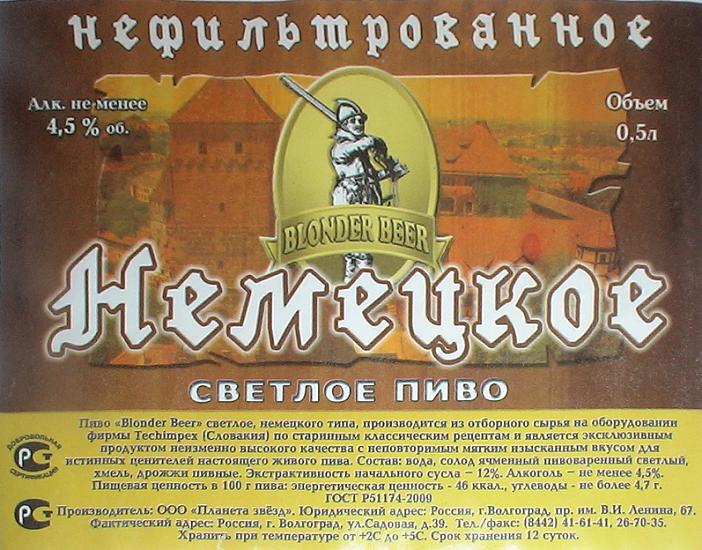 нефильтрованное
Алк. не менее
4,5 % об.
Объем
0,5л
BLONDER BEER
Немецкое
СВЕТЛОЕ ПИВО
Пиво «Blonder Beer» светлое, немецкого типа, производится из отборного сырья на оборудовании
фирмы Techimpex (Словакия) по старинным классическим рецептам и является эксклюзивным
продуктом неизменно высокого качества с неповторимым мягким изысканным вкусом для
истинных ценителей настоящего живого пива. Состав: вода, солод ячменный пивоваренный светлый,
хмель, дрожжи пивные. Экстрактивность начального сусла – 12%. Алкоголь – не менее 4,5%.
Пищевая ценность в 100 г пива: энергетическая ценность - 46 ккал., углеводы - не более 4,7 г.
ГОСТ Р51174-2009
ДОБРОВОЛЬНАЯ
РСТ
СЕРТИФИКАЦИЯ
РСТ
Производитель: ООО «Планета звёзд». Юридический адрес: Россия, г.Волгоград, пр. им. В.И. Ленина, 67.
Фактический адрес: Россия, г. Волгоград, ул.Садовая, д.39. Тел./факс: (8442) 41-61-41, 26-70-35.
Хранить при температуре от +2С до +5С. Срок хранения 12 суток.